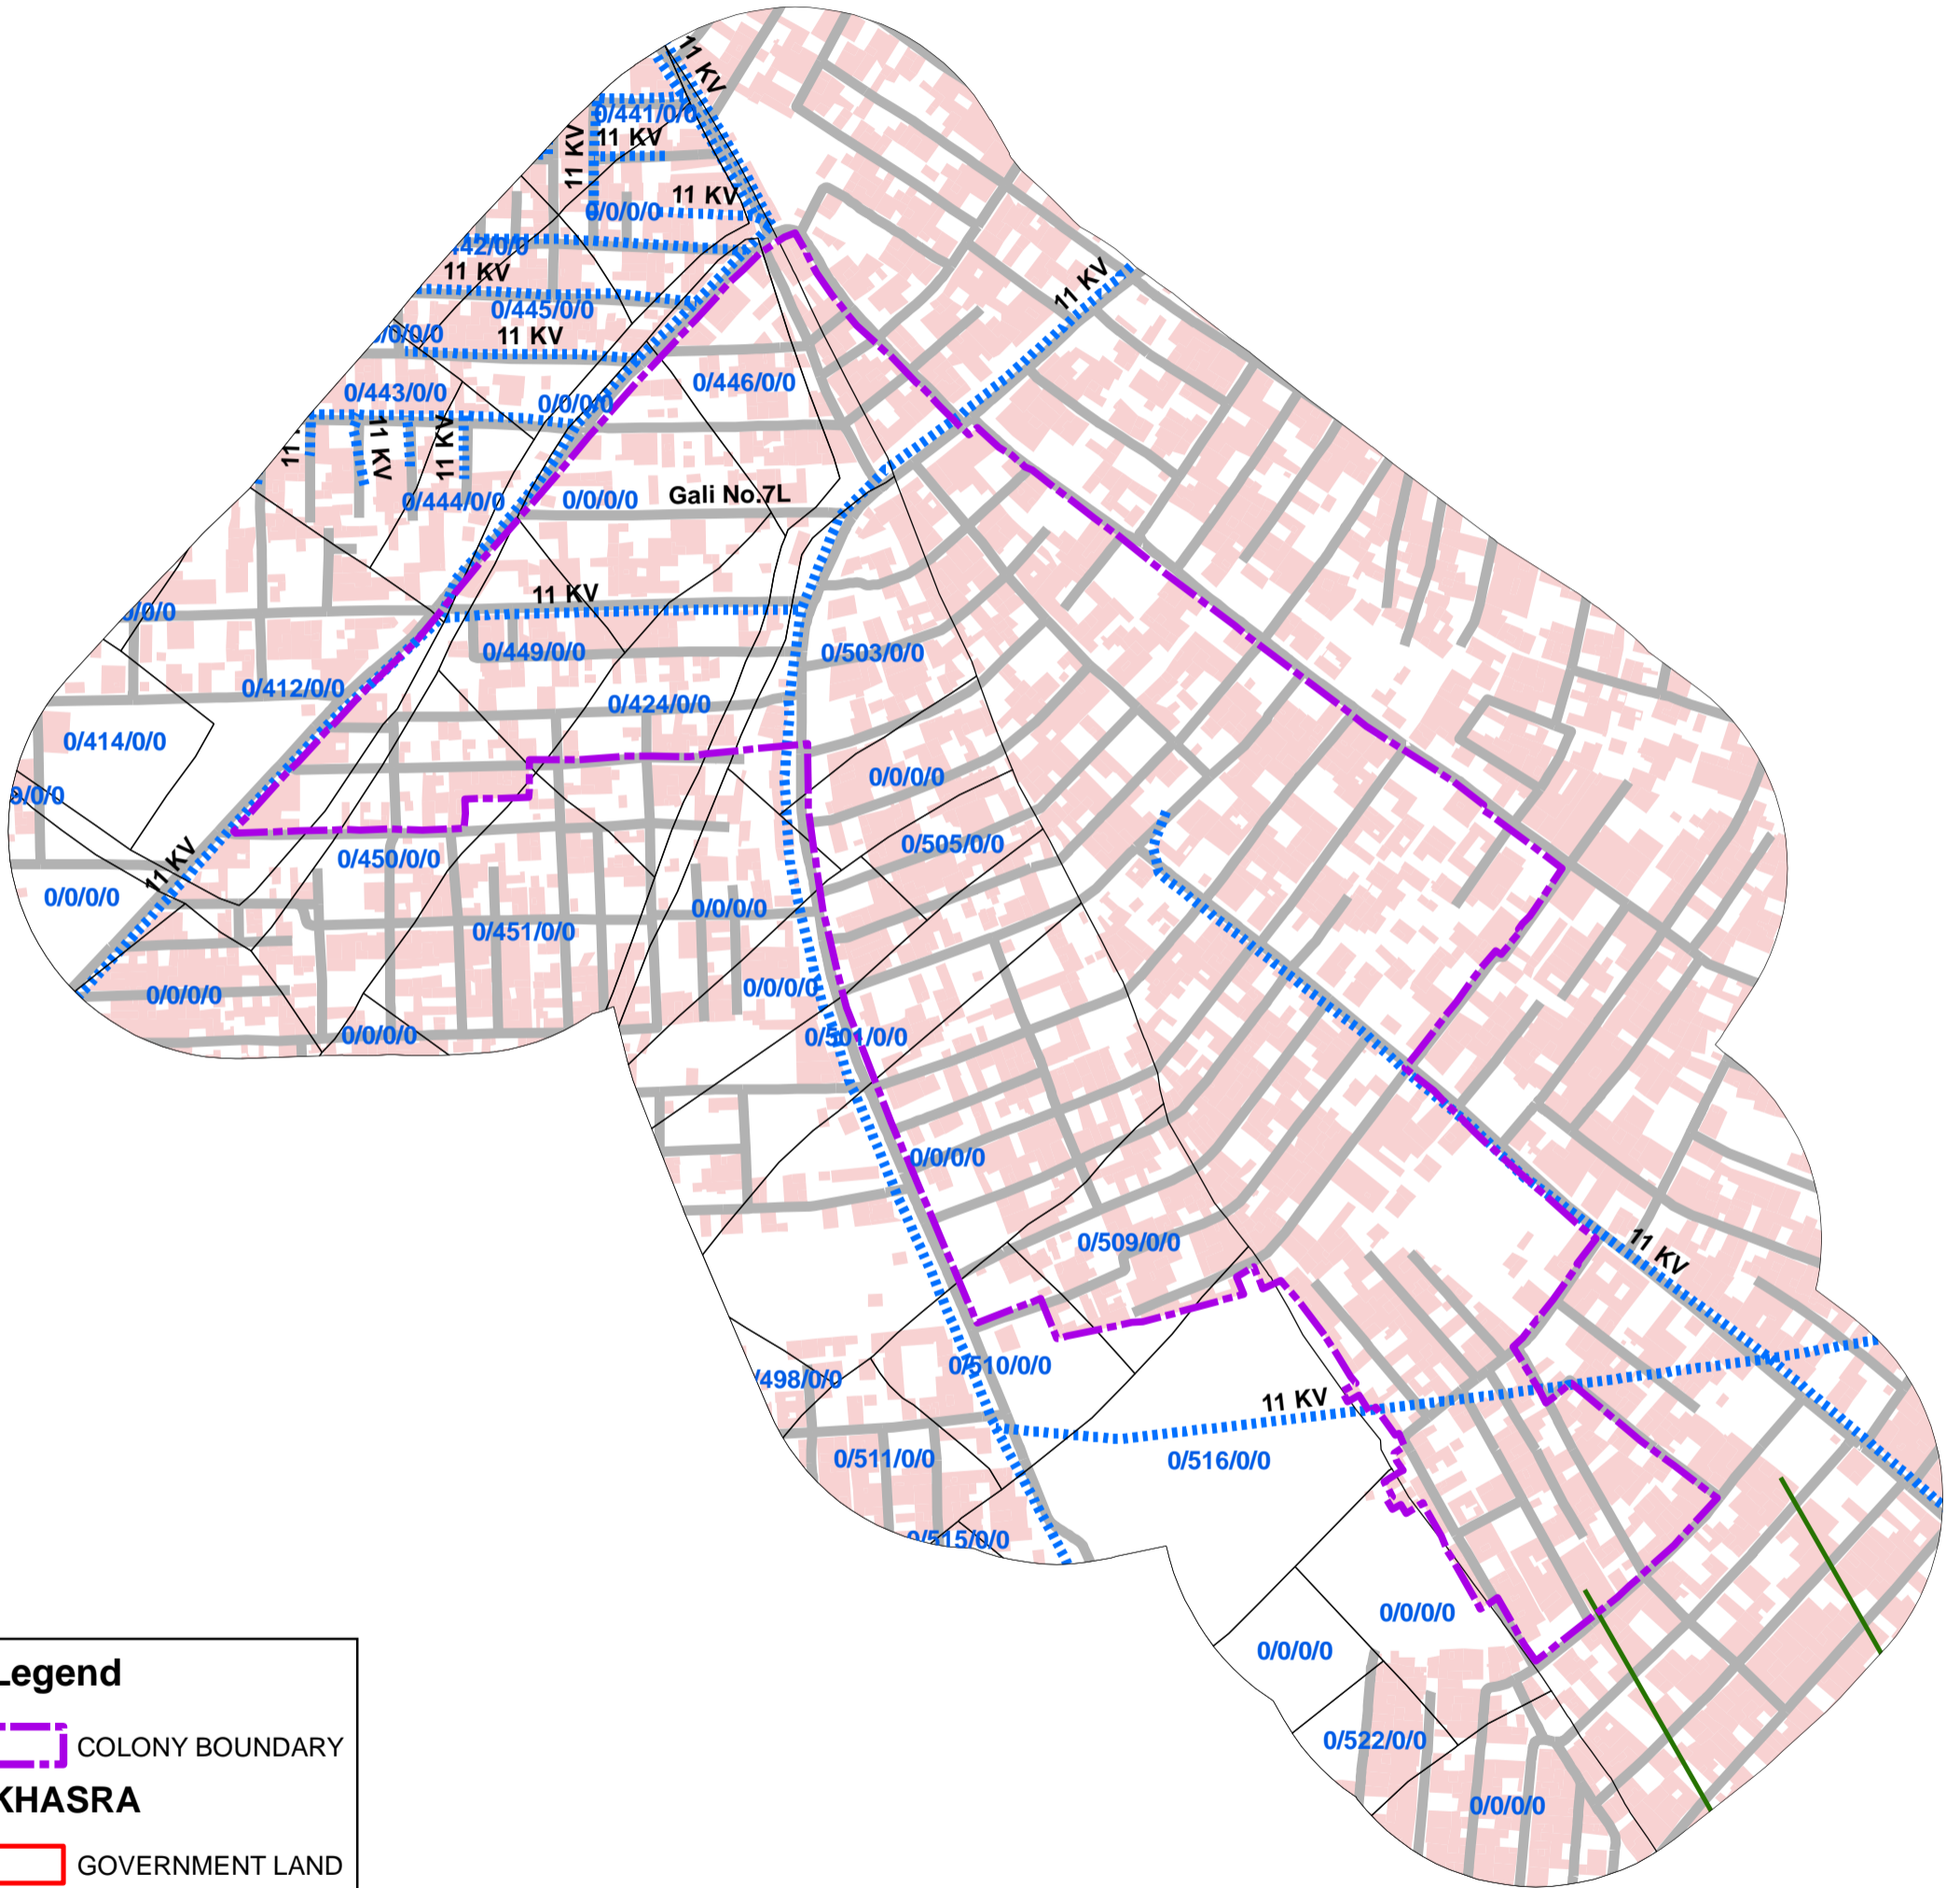 11 KV
0/441/0/0
11 KV
11 KV
11 KV
0/0/0/0
42/0/0
11 KV
11 KV
0/445/0/0
0/0/0
11 KV
0/446/0/0
0/443/0/0
0/0/0/0
11
11 KV
11 KV
0/444/0/0
0/0/0/0
Gali No.7L
11 KV
0/0/0
0/449/0/0
0/503/0/0
0/412/0/0
0/424/0/0
0/414/0/0
0/0/0/0
0/0/0
0/505/0/0
0/450/0/0
11 KV
0/0/0/0
0/0/0/0
0/451/0/0
0/0/0/0
0/0/0/0
0/0/0/0
0/501/0/0
0/0/0/0
0/509/0/0
11 KV
0/510/0/0
/498/0/0
11 KV
0/511/0/0
0/516/0/0
0/515/0/0
0/0/0/0
0/0/0/0
0/522/0/0
0/0/0/0
Legend
COLONY BOUNDARY
KHASRA
GOVERNMENT LAND